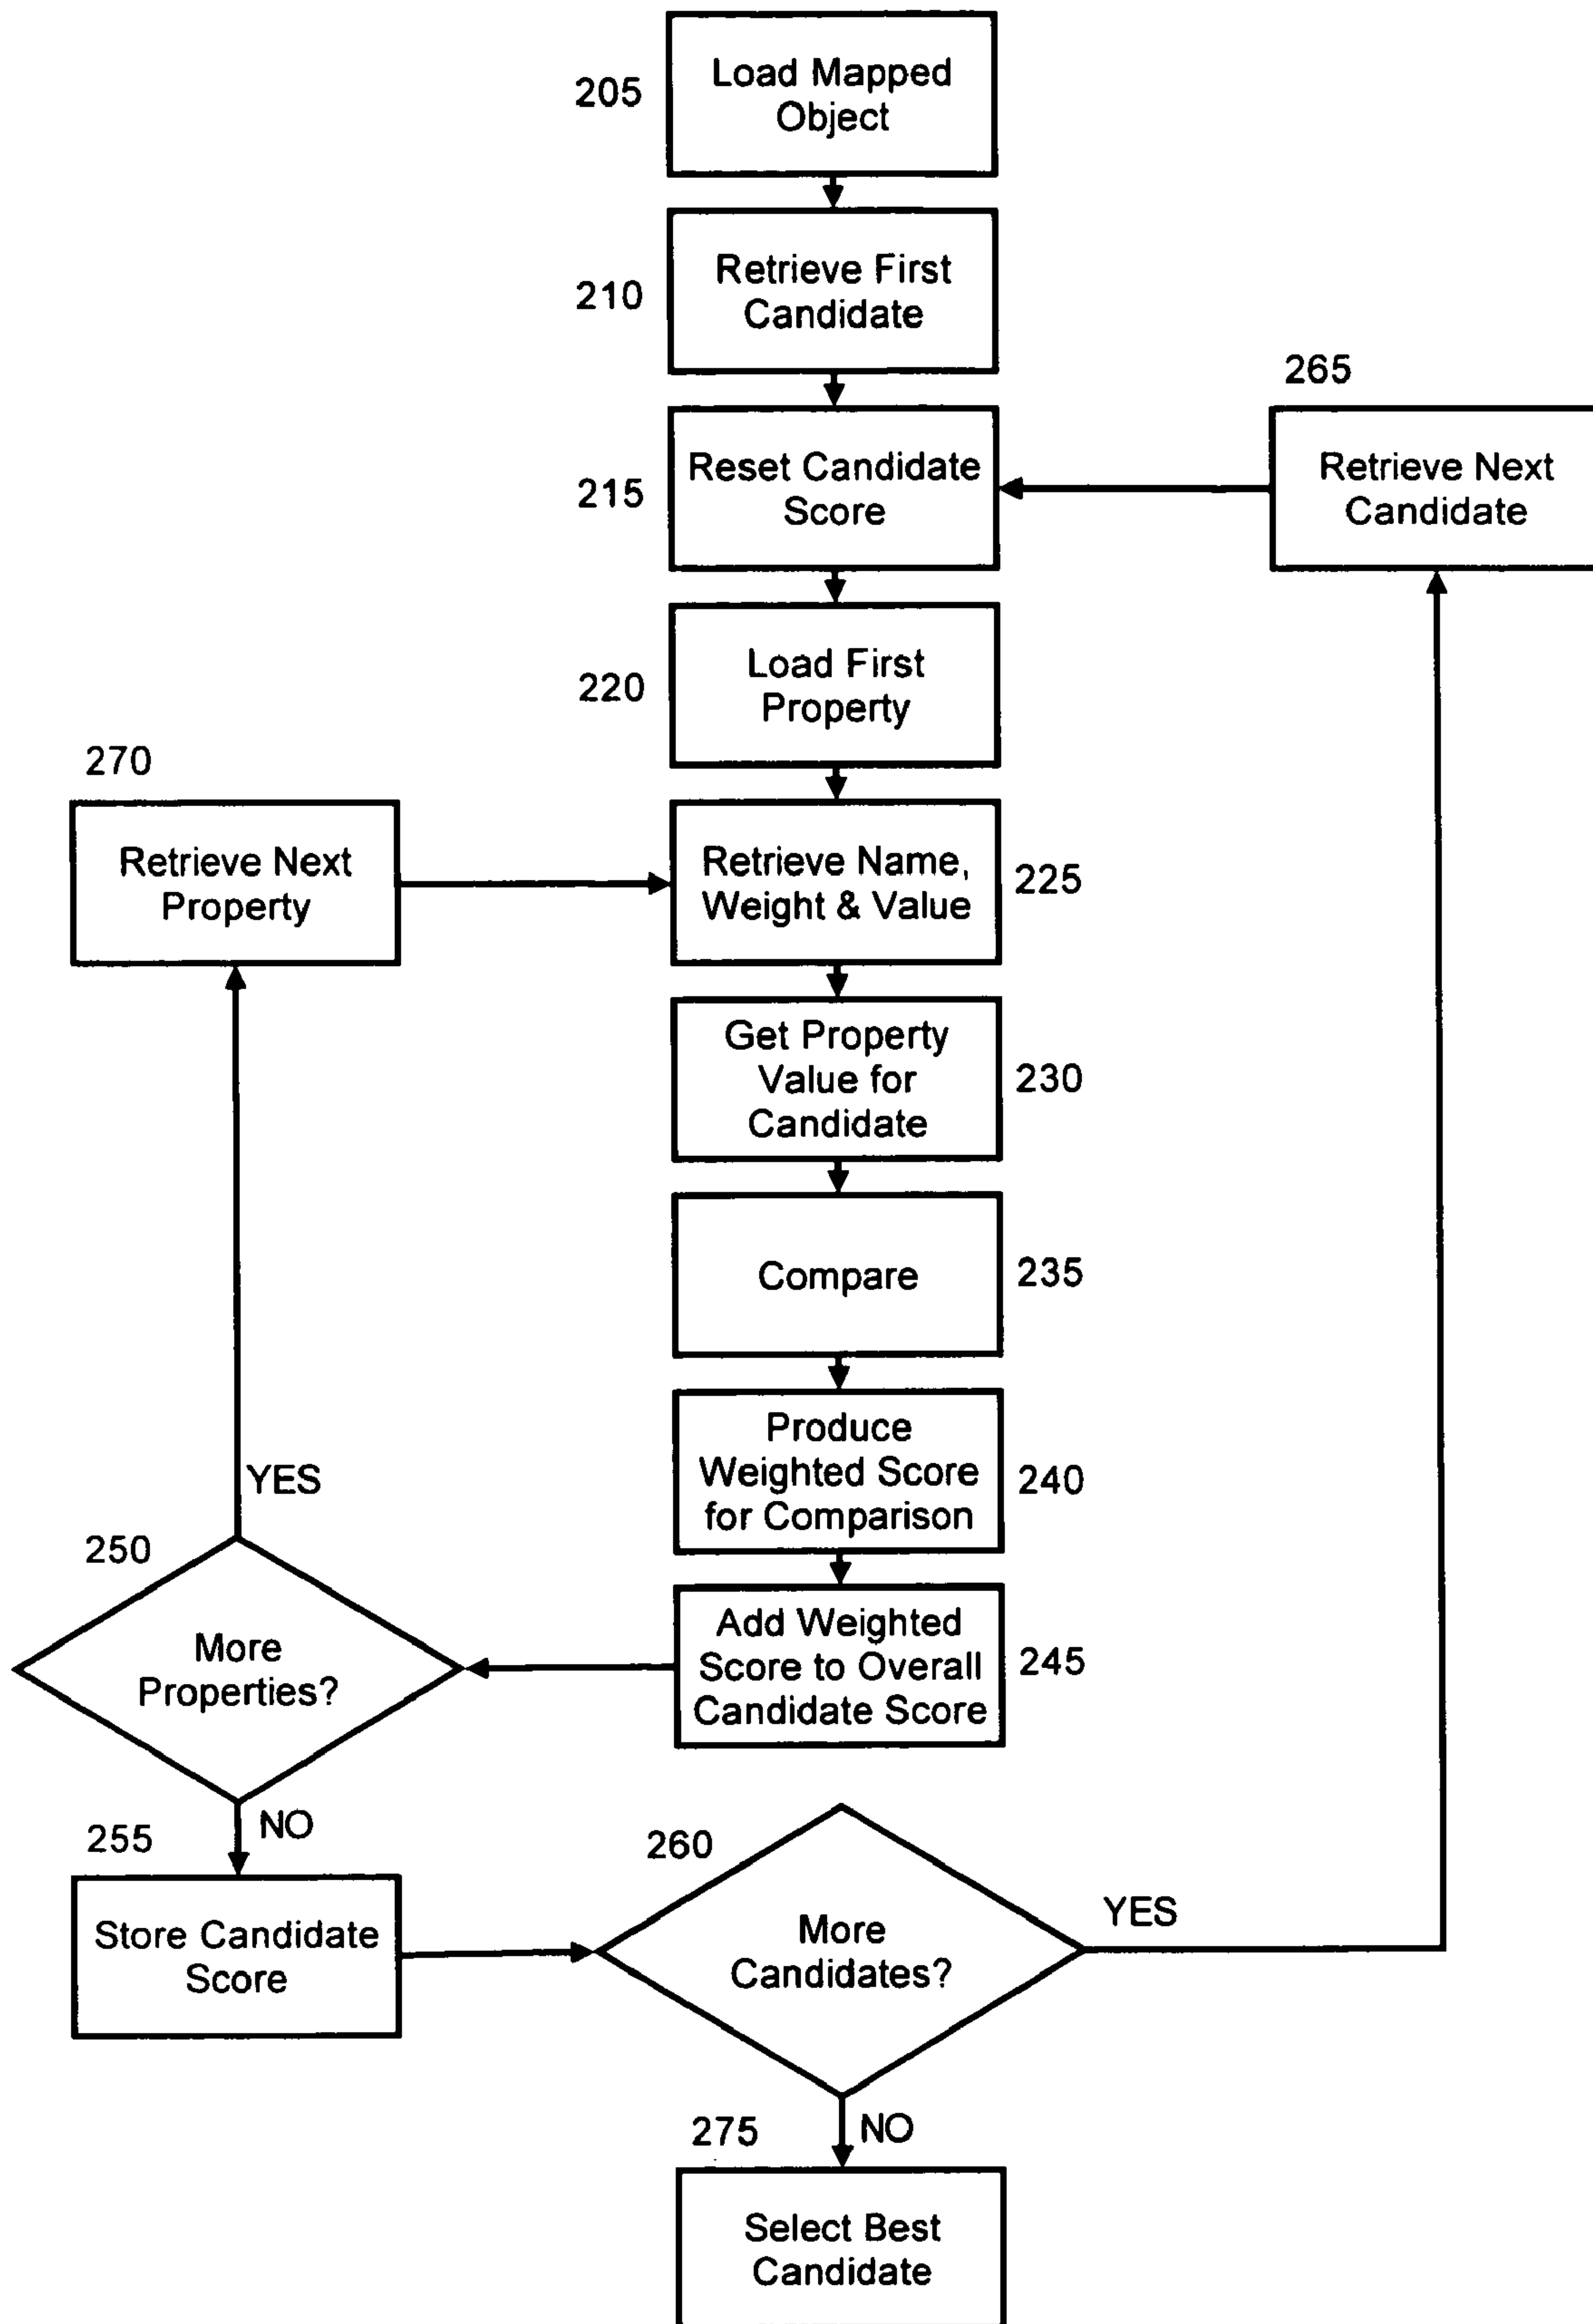 205
Load Mapped
Object
210
Retrieve First
Candidate
265
215
Reset Candidate
Score
Retrieve Next
Candidate
220
Load First
Property
270
Retrieve Next
Property
Retrieve Name,
Weight & Value
225
Get Property
Value for
Candidate
230
Compare
235
Produce
Weighted Score
for Comparison
240
YES
250
More
Properties?
Add Weighted
Score to Overall
Candidate Score
245
NO
255
Store Candidate
Score
260
More
Candidates?
YES
275
NO
Select Best
Candidate